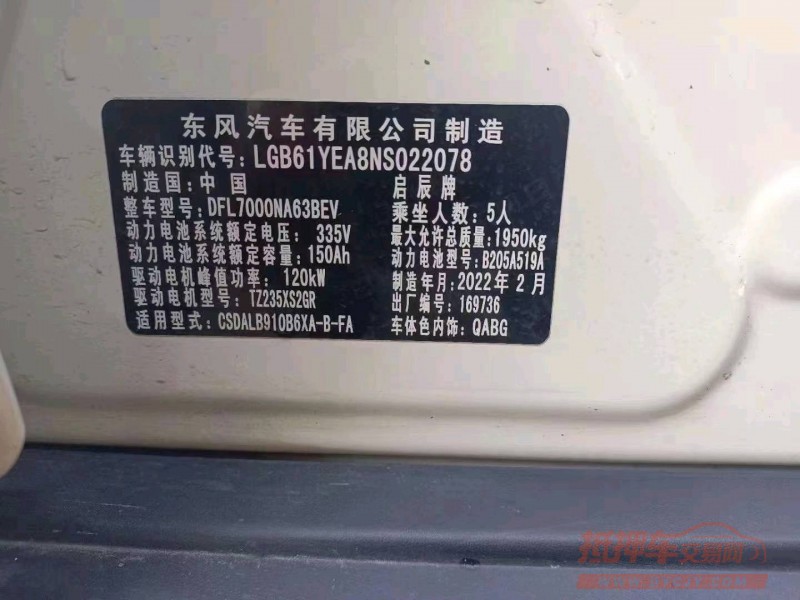 东风汽车有限公司制造
车辆识别代号: LGB61YEA8NS022078
制造国: 中国 启辰牌
整车型号: DFL7000NA63BEV 乘坐人数: 5人
动力电池系统额定电压: 335V 最大允许总质量: 1950kg
动力电池系统额定容量: 150Ah 动力电池型号: B205A519A
驱动电机峰值功率: 120kW 制造年月: 2022年2月
驱动电机型号: TZ235XS2GR 出厂编号: 169736
适用型式: CSDALB910B6XA-B-FA 车体色内饰: QABG
抵押车交易网